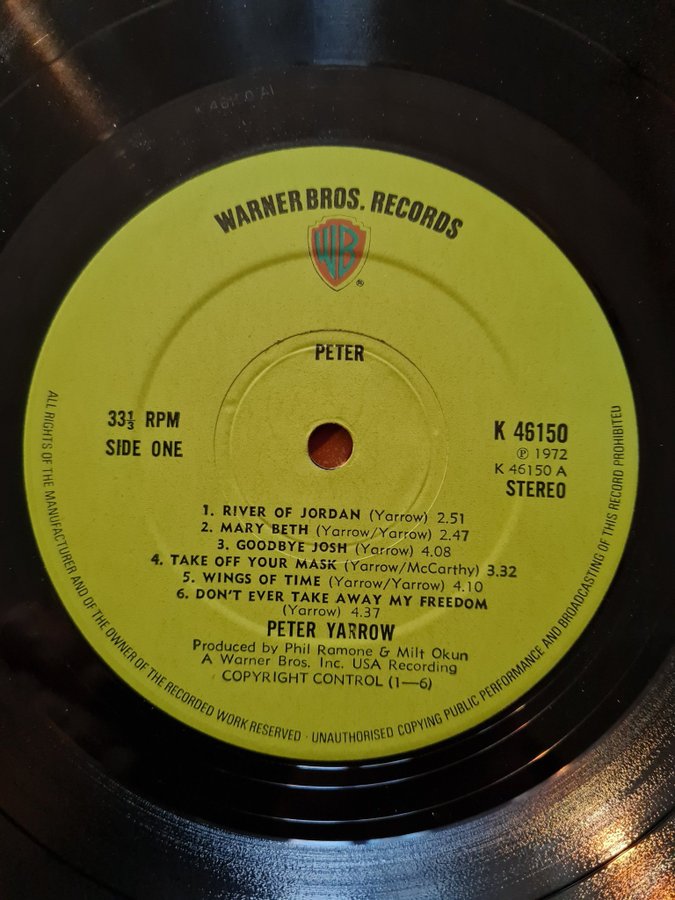 K 46150 A1
WARNER BROS. RECORDS
WB
®
PETER
33⅓ RPM
SIDE ONE
K 46150
℗ 1972
K 46150 A
STEREO
1. RIVER OF JORDAN (Yarrow) 2.51
2. MARY BETH (Yarrow/Yarrow) 2.47
3. GOODBYE JOSH (Yarrow) 4.08
4. TAKE OFF YOUR MASK (Yarrow/McCarthy) 3.32
5. WINGS OF TIME (Yarrow/Yarrow) 4.10
6. DON'T EVER TAKE AWAY MY FREEDOM
(Yarrow) 4.37
PETER YARROW
Produced by Phil Ramone & Milt Okun
A Warner Bros. Inc. USA Recording
COPYRIGHT CONTROL (1—6)
ALL RIGHTS OF THE MANUFACTURER AND OF THE OWNER OF THE RECORDED WORK RESERVED · UNAUTHORISED COPYING PUBLIC PERFORMANCE AND BROADCASTING OF THIS RECORD PROHIBITED